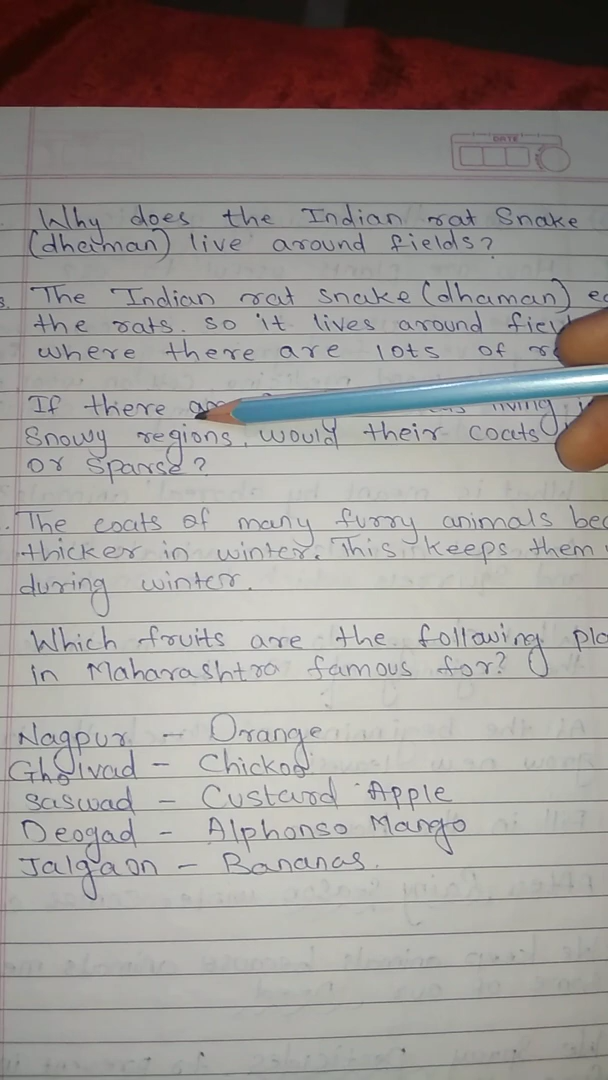 DATE
Why does the Indian rat Snake
(dhaman) live around fields?
The Indian rat snake (dhaman)
the rats. so it lives around
where there are lots of
If there living
Snowy regions, would their coats
or Sparse?
The coats of many furry animals
thicker in winter. This keeps them
during winter.
Which fruits are the following
in Maharashtra famous for?
Nagpur - Orange
Gholvad - Chickoo
Saswad - Custard Apple
Deogad - Alphonso Mango
Jalgaon - Bananas.